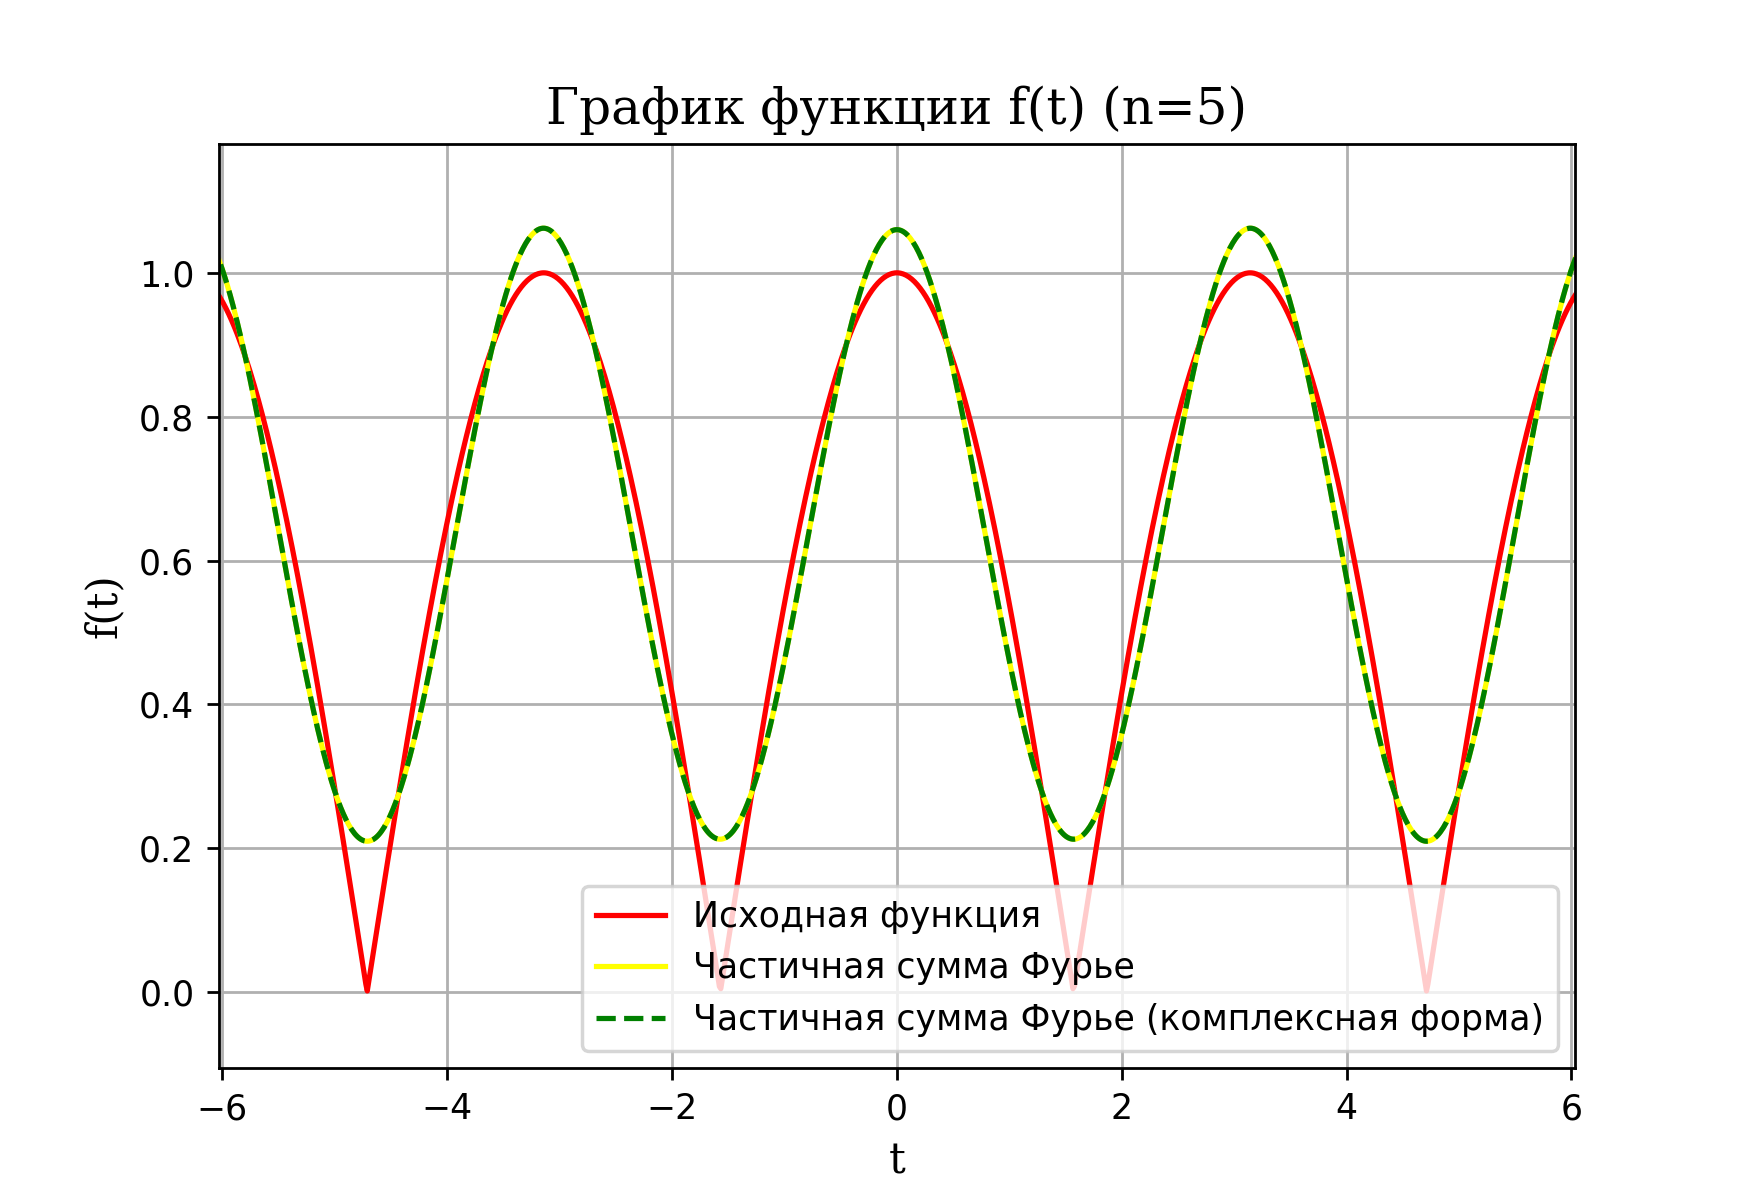 График функции f(t) (n=5)
f(t)
1.0
0.8
0.6
0.4
0.2
0.0
Исходная функция
Частичная сумма Фурье
Частичная сумма Фурье (комплексная форма)
−6 −4 −2 0 2 4 6
t